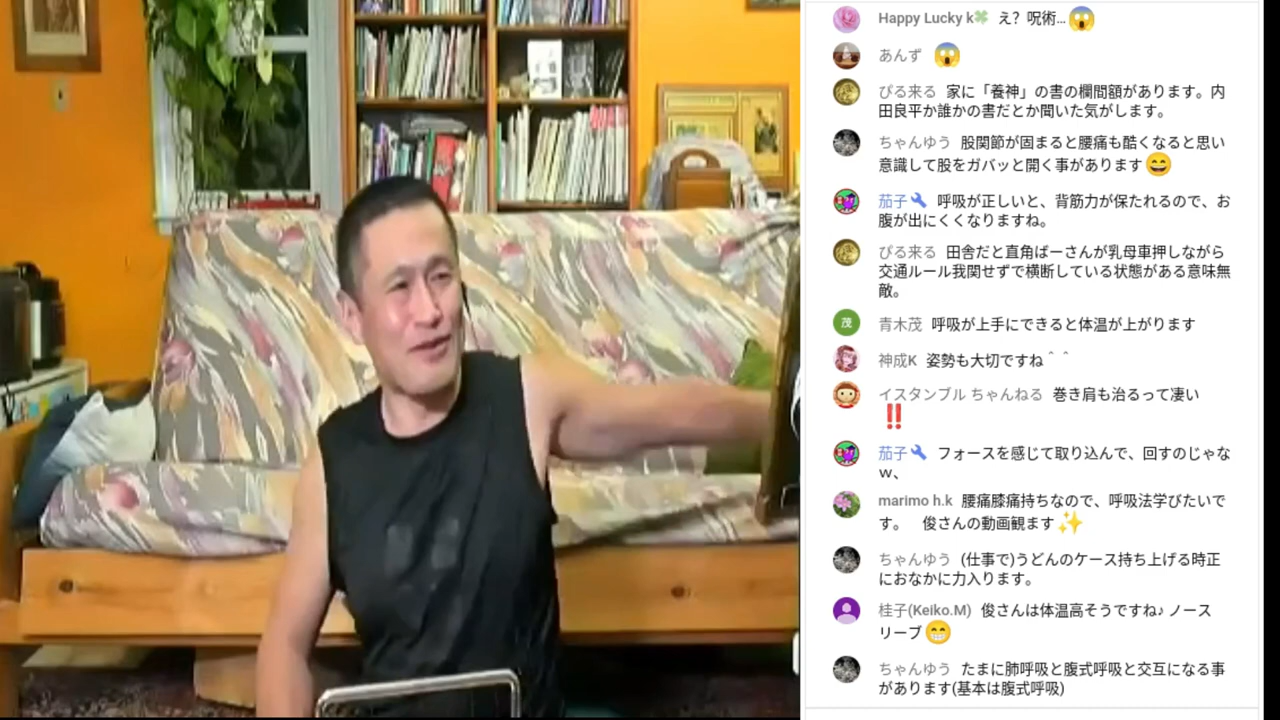 Happy Lucky k🍀 え？呪術…😱
あんず 😱
ぴる来る 家に「養神」の書の欄間額があります。内
田良平か誰かの書だとか聞いた気がします。
ちゃんゆう 股関節が固まると腰痛も酷くなると思い
意識して股をガバッと開く事があります😄
茄子🔧 呼吸が正しいと、背筋力が保たれるので、お
腹が出にくくなりますね。
ぴる来る 田舎だと直角ばーさんが乳母車押しながら
交通ルール我関せずで横断している状態がある意味無
敵。
茂 青木茂 呼吸が上手にできると体温が上がります
神成K 姿勢も大切ですね＾＾
イスタンブル ちゃんねる 巻き肩も治るって凄い
‼️
茄子🔧 フォースを感じて取り込んで、回すのじゃな
w、
marimo h.k 腰痛膝痛持ちなので、呼吸法学びたいで
す。 俊さんの動画観ます✨
ちゃんゆう (仕事で)うどんのケース持ち上げる時正
におなかに力入ります。
桂子(Keiko.M) 俊さんは体温高そうですね♪ ノース
リーブ😁
ちゃんゆう たまに肺呼吸と腹式呼吸と交互になる事
があります(基本は腹式呼吸)